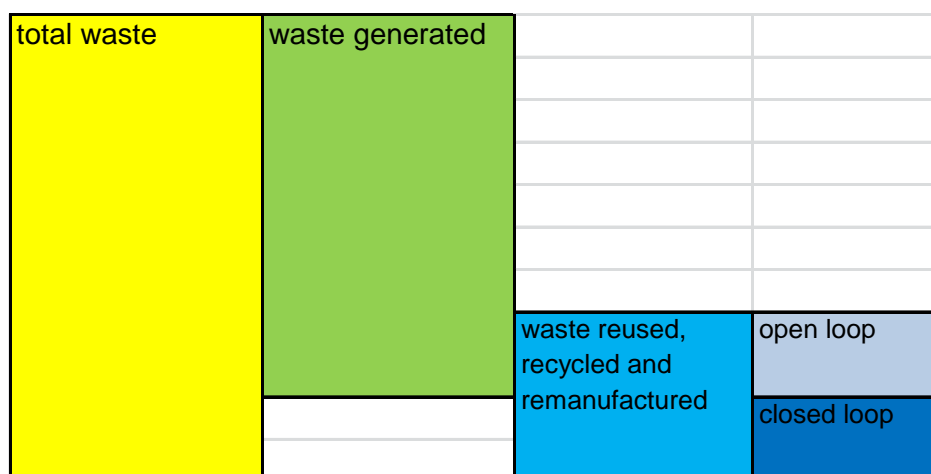 total waste
waste generated
waste reused,
recycled and
remanufactured
open loop
closed loop